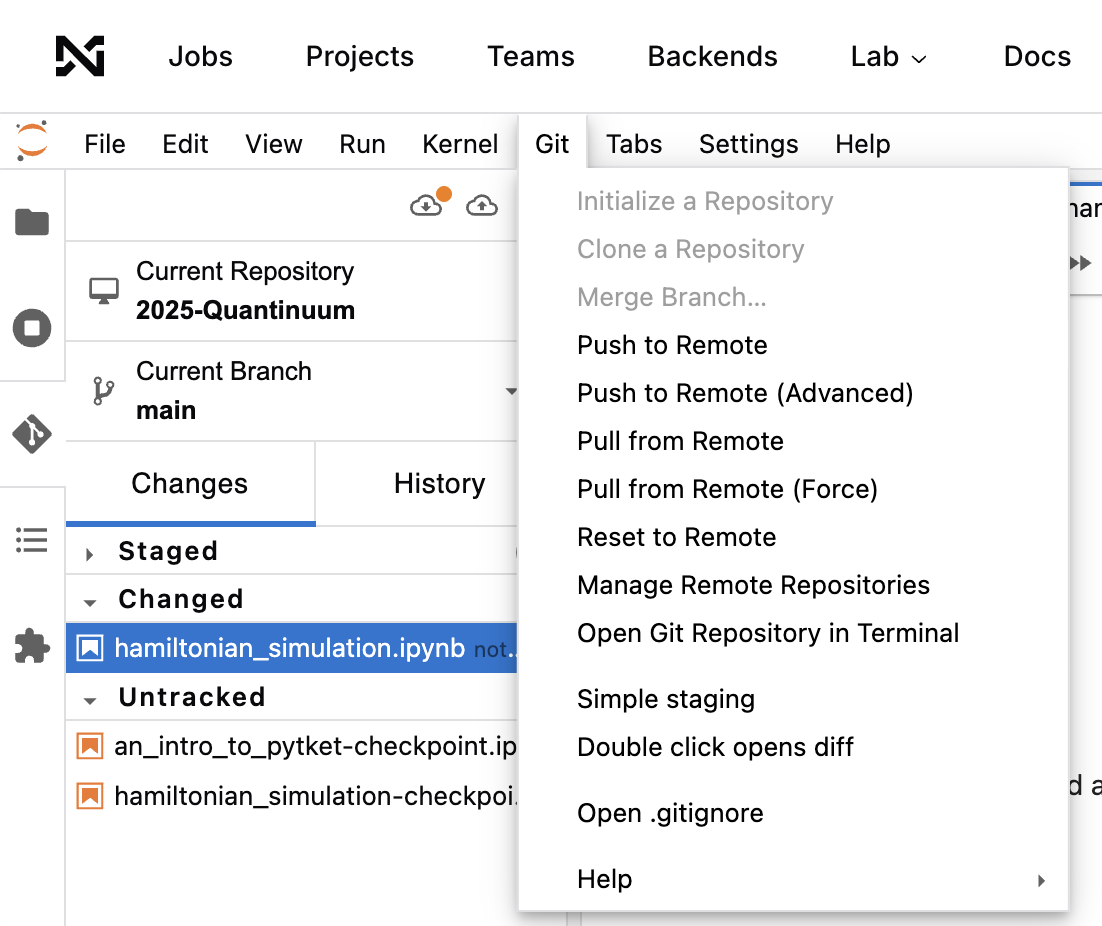 Jobs Projects Teams Backends Lab Docs
File Edit View Run Kernel Git Tabs Settings Help
Current Repository
2025-Quantinuum
Current Branch
main
Changes History
Staged
Changed
hamiltonian_simulation.ipynb not...
Untracked
an_intro_to_pytket-checkpoint.ip
hamiltonian_simulation-checkpoi.
Initialize a Repository
Clone a Repository
Merge Branch...
Push to Remote
Push to Remote (Advanced)
Pull from Remote
Pull from Remote (Force)
Reset to Remote
Manage Remote Repositories
Open Git Repository in Terminal
Simple staging
Double click opens diff
Open .gitignore
Help